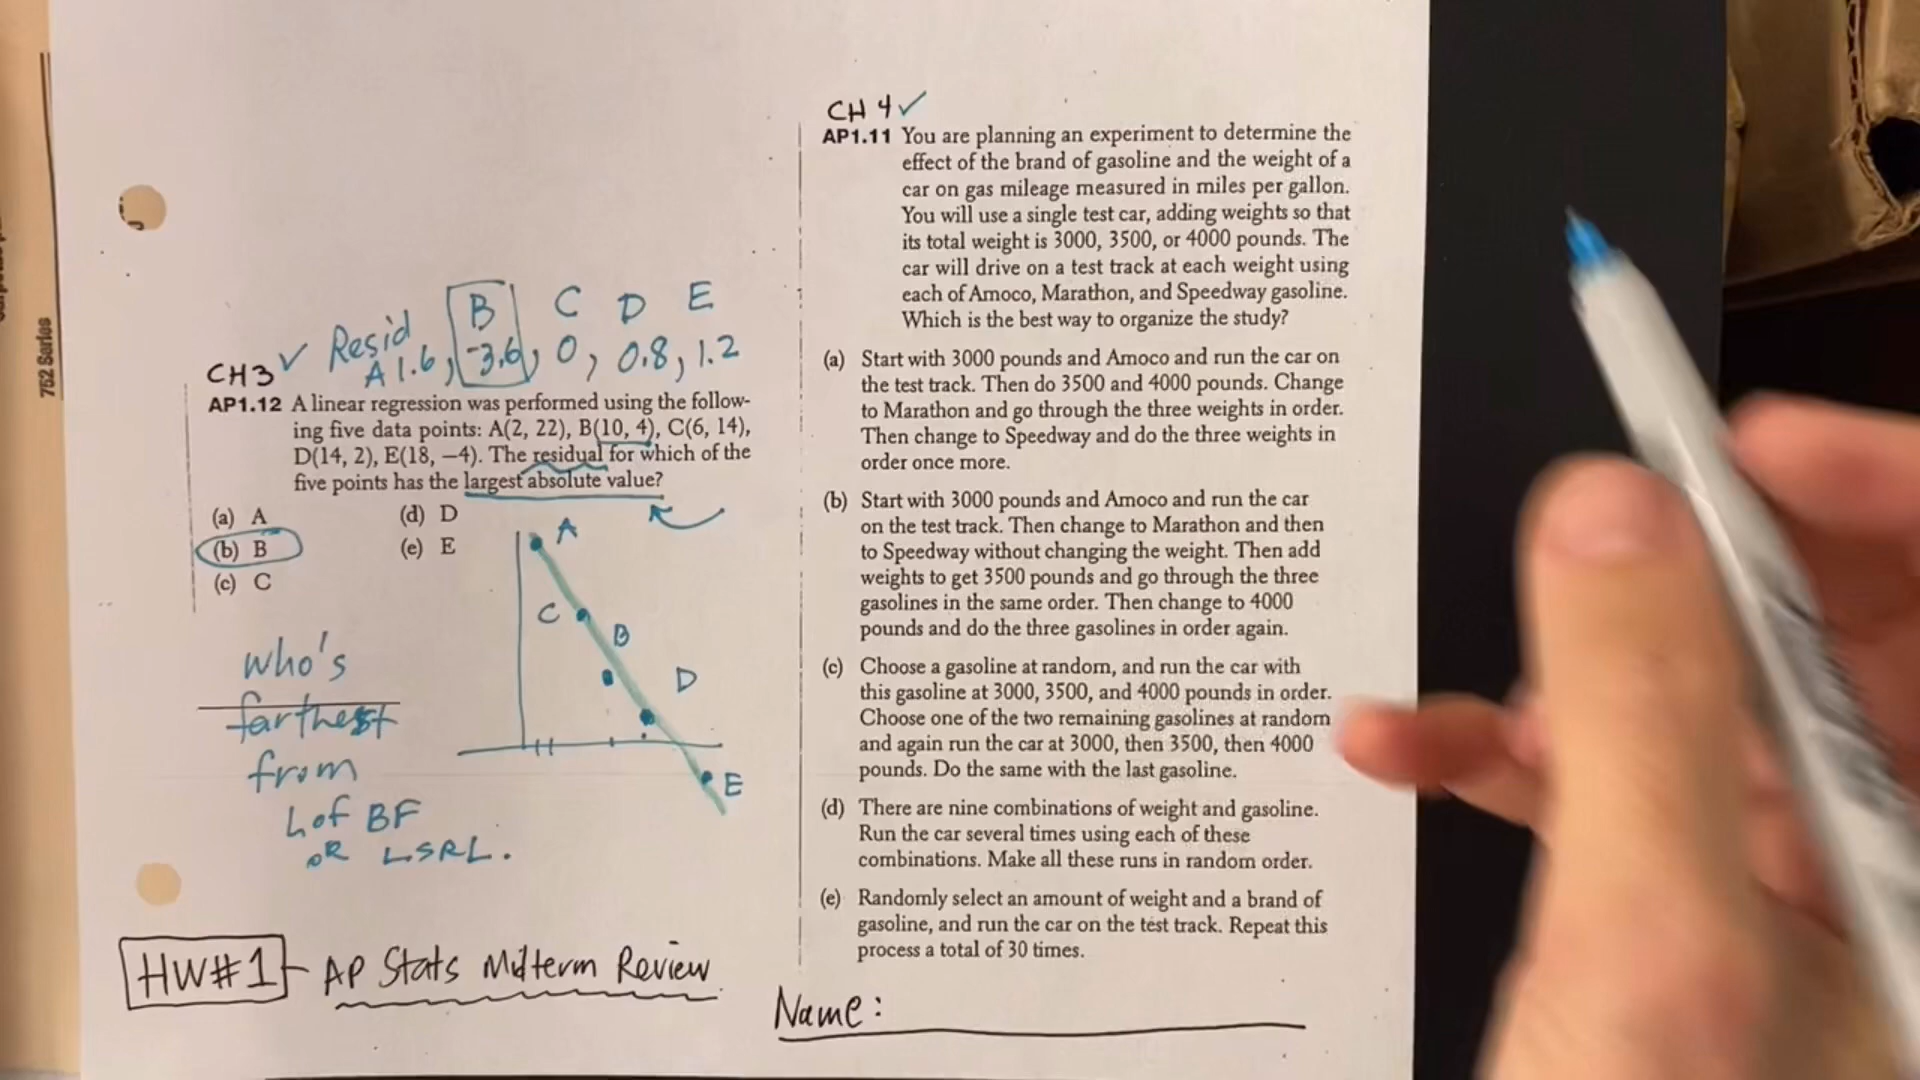 752 Series
Resid B C D E
A 1.6, -3.6, 0, 0.8, 1.2
CH3 ✓
AP1.12 A linear regression was performed using the follow-
ing five data points: A(2, 22), B(10, 4), C(6, 14),
D(14, 2), E(18, −4). The residual for which of the
five points has the largest absolute value?
(a) A
(b) B
(c) C
(d) D
(e) E
A
C
B
D
E
who's
farthest
from
L of BF
OR LSRL.
HW#1 - AP Stats Midterm Review
CH 4 ✓
AP1.11 You are planning an experiment to determine the
effect of the brand of gasoline and the weight of a
car on gas mileage measured in miles per gallon.
You will use a single test car, adding weights so that
its total weight is 3000, 3500, or 4000 pounds. The
car will drive on a test track at each weight using
each of Amoco, Marathon, and Speedway gasoline.
Which is the best way to organize the study?
(a) Start with 3000 pounds and Amoco and run the car on
the test track. Then do 3500 and 4000 pounds. Change
to Marathon and go through the three weights in order.
Then change to Speedway and do the three weights in
order once more.
(b) Start with 3000 pounds and Amoco and run the car
on the test track. Then change to Marathon and then
to Speedway without changing the weight. Then add
weights to get 3500 pounds and go through the three
gasolines in the same order. Then change to 4000
pounds and do the three gasolines in order again.
(c) Choose a gasoline at random, and run the car with
this gasoline at 3000, 3500, and 4000 pounds in order.
Choose one of the two remaining gasolines at random
and again run the car at 3000, then 3500, then 4000
pounds. Do the same with the last gasoline.
(d) There are nine combinations of weight and gasoline.
Run the car several times using each of these
combinations. Make all these runs in random order.
(e) Randomly select an amount of weight and a brand of
gasoline, and run the car on the test track. Repeat this
process a total of 30 times.
Name: